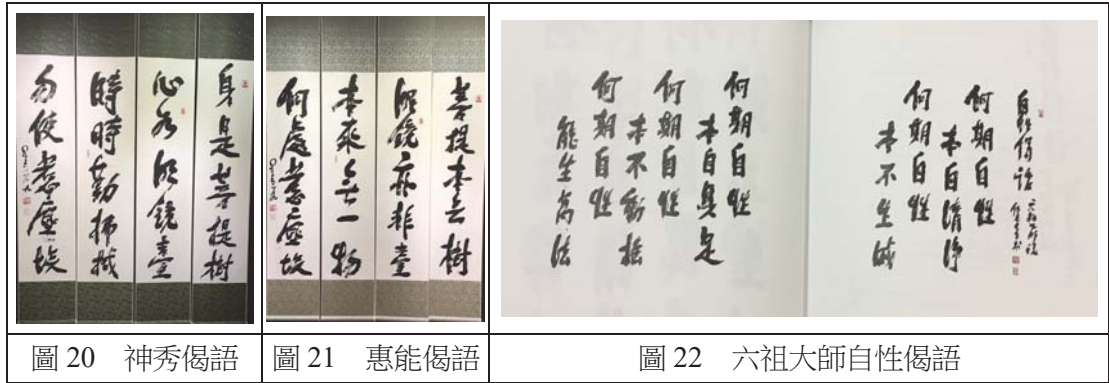 身是菩提樹
心如明鏡臺
時時勤拂拭
勿使惹塵埃
菩提本无樹
明鏡亦非臺
本來無一物
何處惹塵埃
自性偈語
何期自性
本自清淨
何期自性
本不生滅
何期自性
本自具足
何期自性
本不動搖
何期自性
能生萬法
圖 20 神秀偈語
圖 21 惠能偈語
圖 22 六祖大師自性偈語